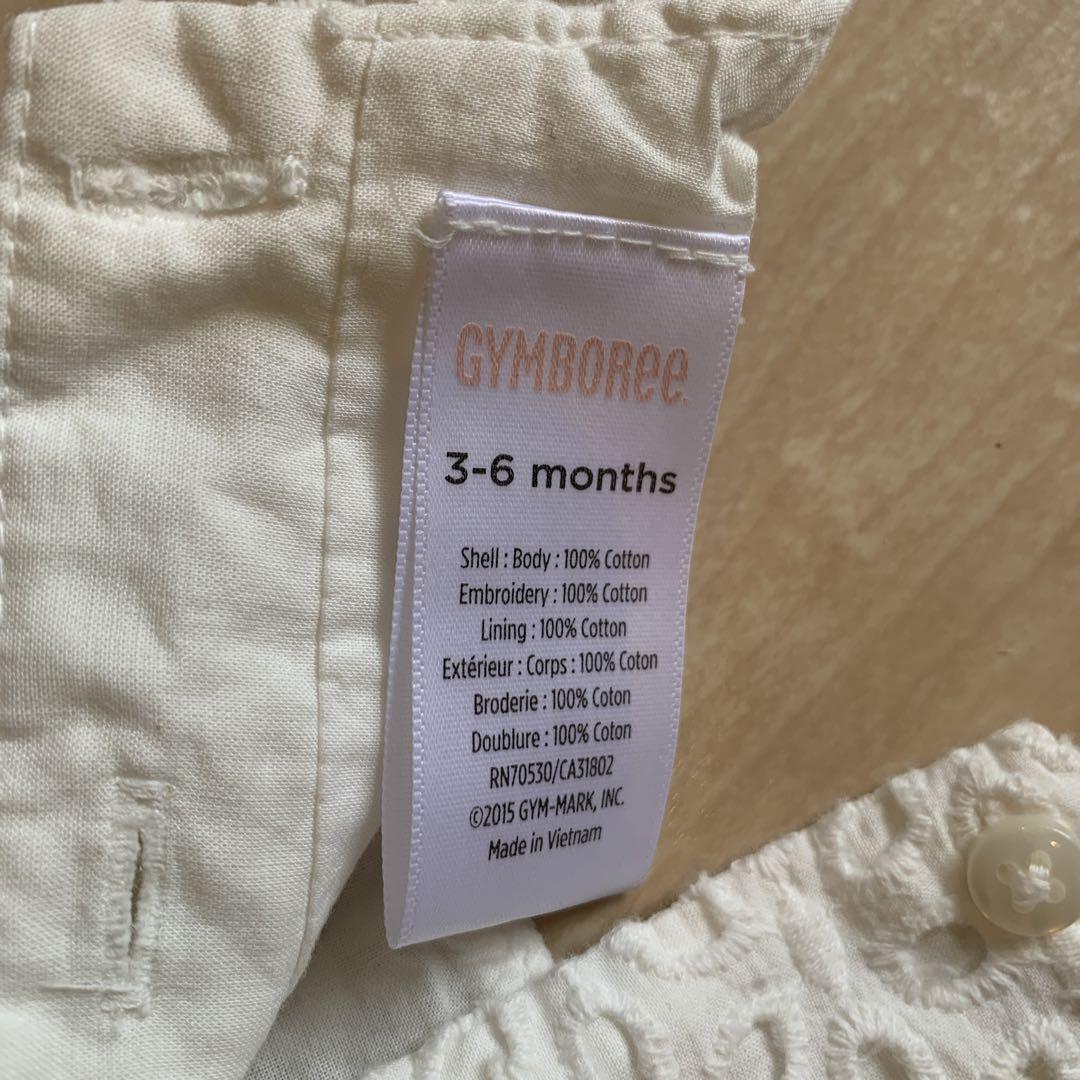 GYMBOREE
3-6 months
Shell : Body : 100% Cotton
Embroidery : 100% Cotton
Lining : 100% Cotton
Extérieur : Corps : 100% Coton
Broderie : 100% Coton
Doublure : 100% Coton
RN70530/CA31802
©2015 GYM-MARK, INC.
Made in Vietnam